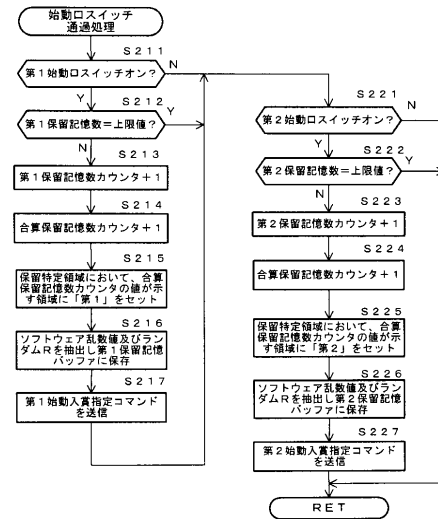 始動口スイッチ
通過処理
S211
第1始動口スイッチオン?
N
Y
S212
第1保留記憶数=上限値?
Y
N
S213
第1保留記憶数カウンタ+1
S214
合算保留記憶数カウンタ+1
S215
保留特定領域において、合算
保留記憶数カウンタの値が示
す領域に「第1」をセット
S216
ソフトウェア乱数値及びラン
ダムRを抽出し第1保留記憶
バッファに保存
S217
第1始動入賞指定コマンド
を送信
S221
第2始動口スイッチオン?
N
Y
S222
第2保留記憶数=上限値?
Y
N
S223
第2保留記憶数カウンタ+1
S224
合算保留記憶数カウンタ+1
S225
保留特定領域において、合算
保留記憶数カウンタの値が示
す領域に「第2」をセット
S226
ソフトウェア乱数値及びラン
ダムRを抽出し第2保留記憶
バッファに保存
S227
第2始動入賞指定コマンド
を送信
RET